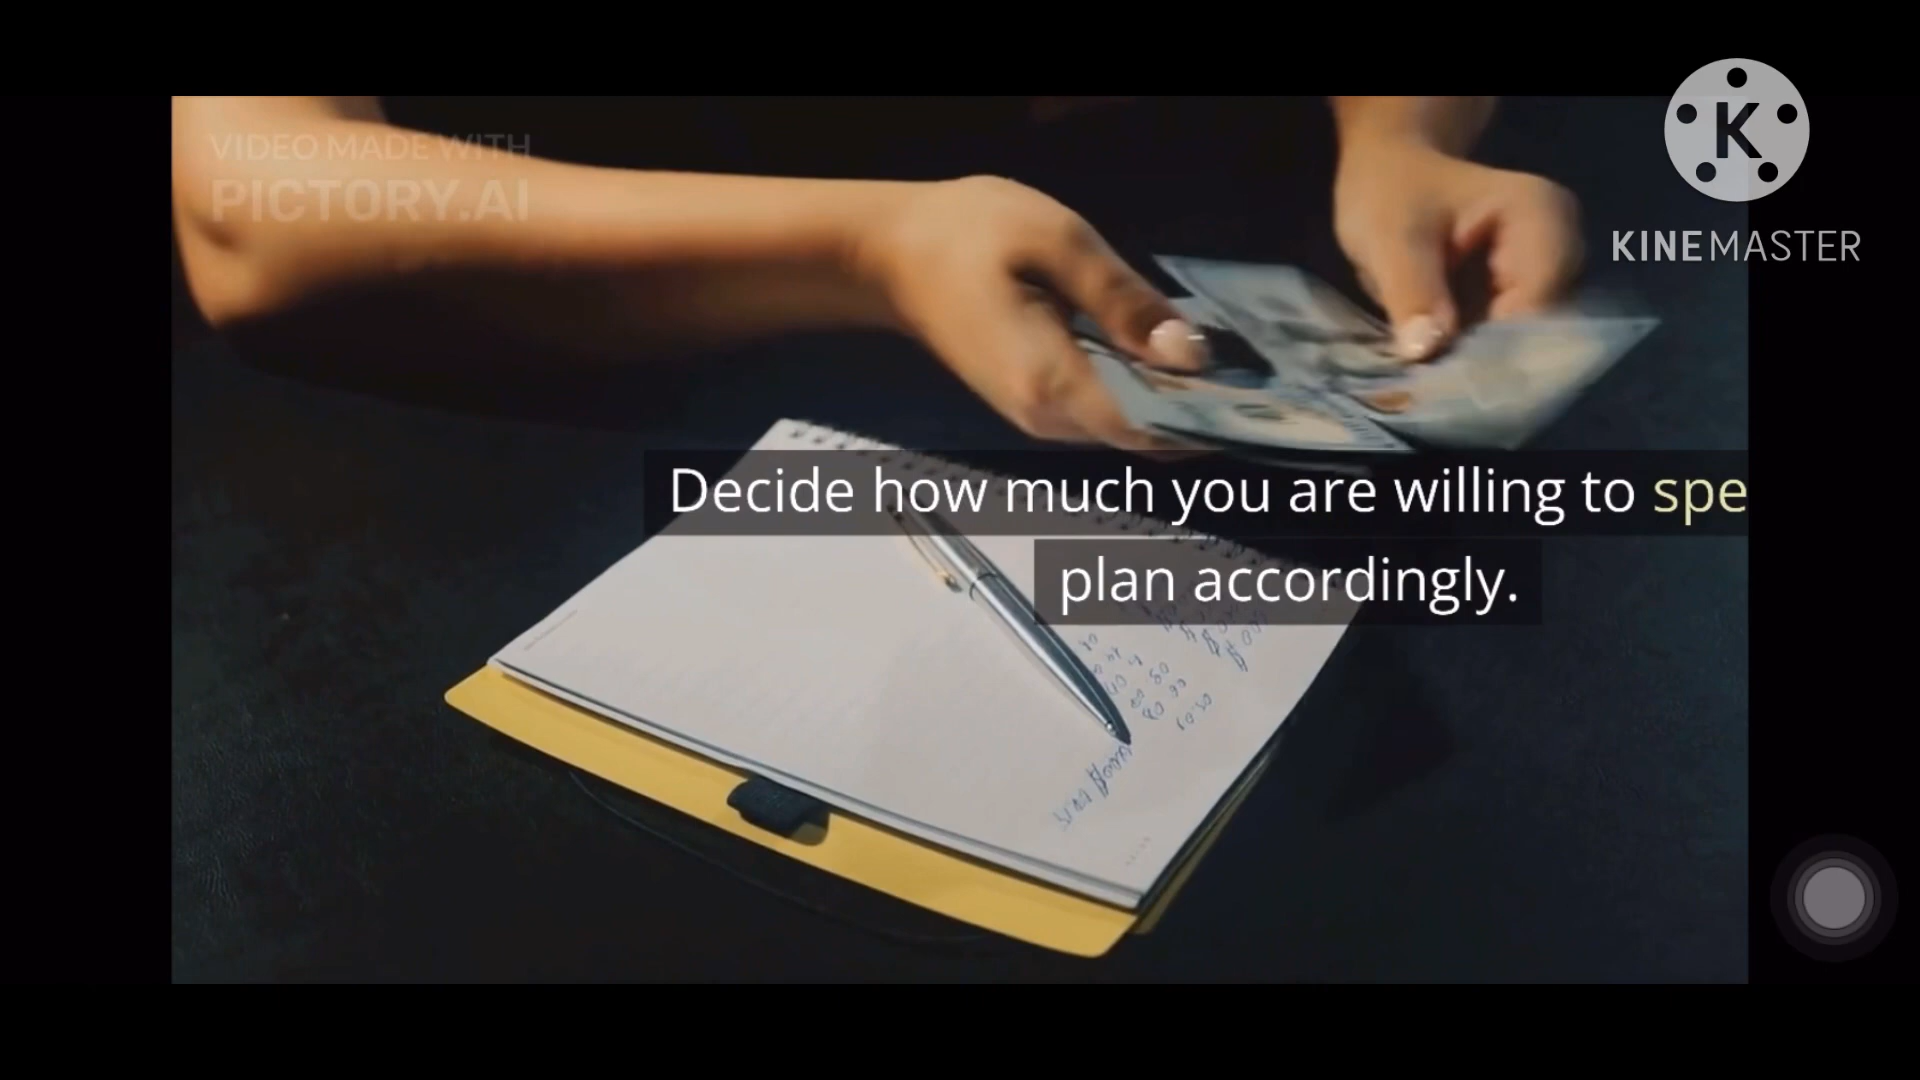 VIDEO MADE WITH
PICTORY.AI
K
KINEMASTER
Decide how much you are willing to spe
plan accordingly.